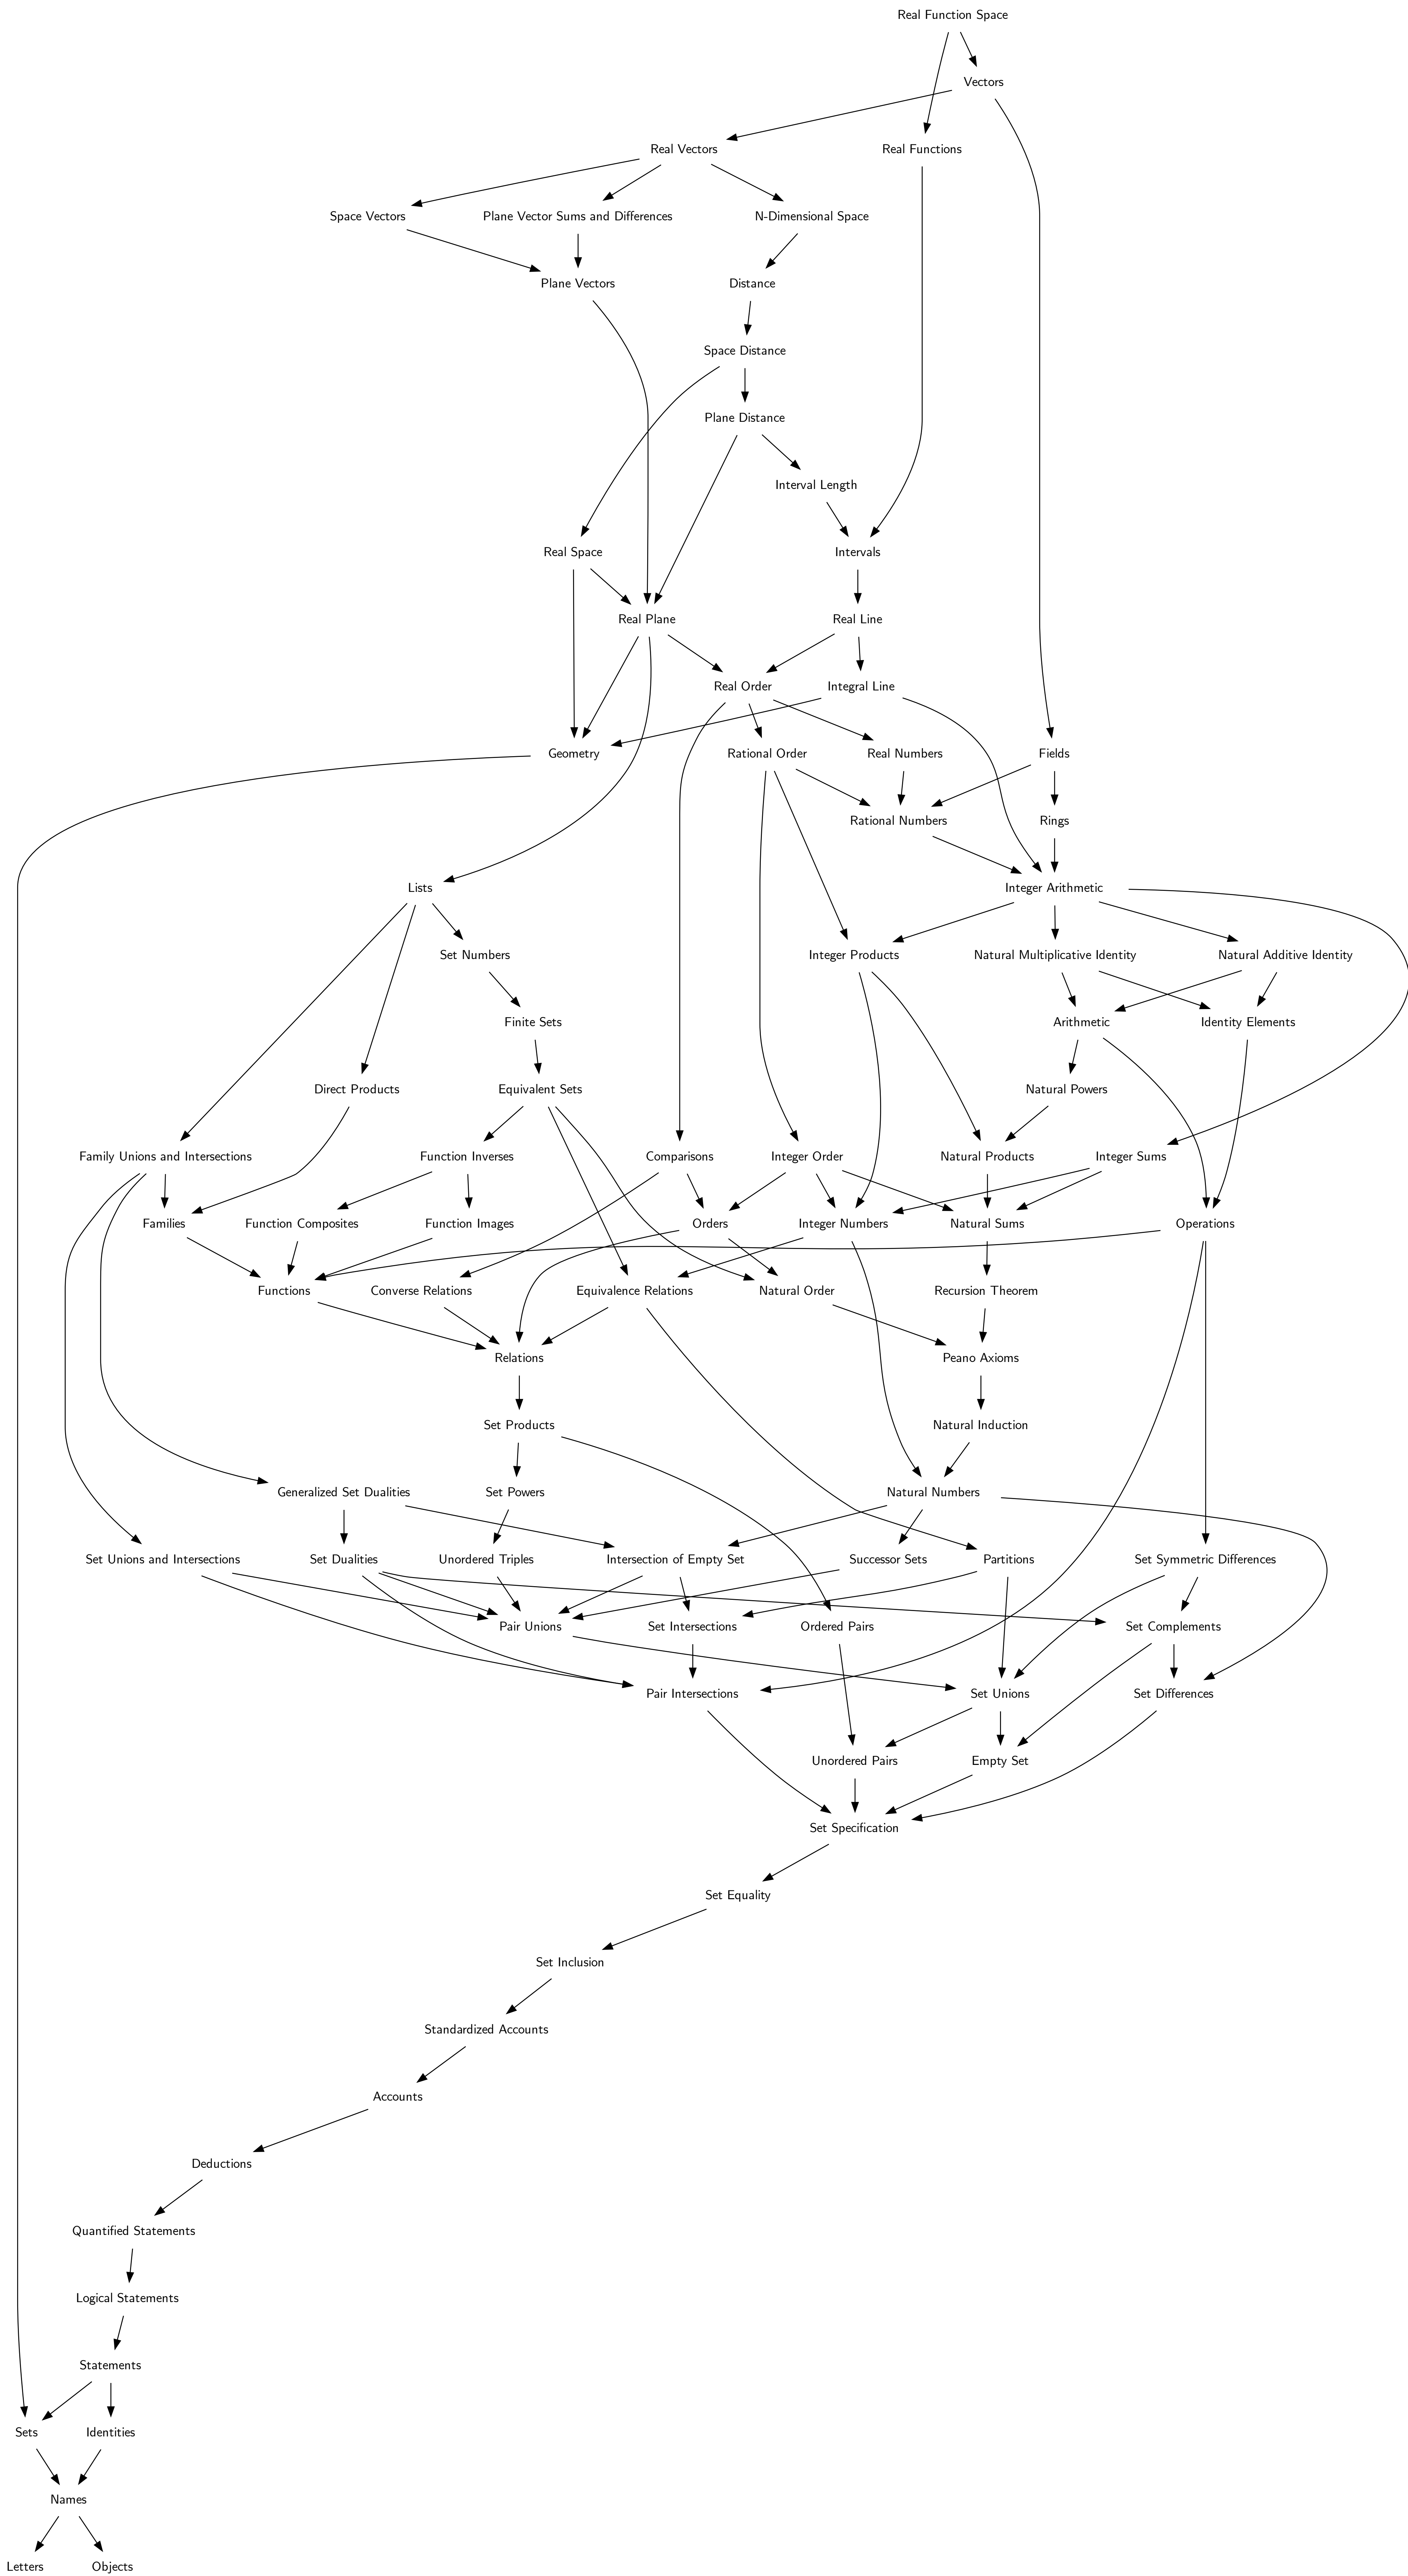 Real Function Space
Vectors
Real Vectors
Real Functions
Space Vectors
Plane Vector Sums and Differences
N-Dimensional Space
Plane Vectors
Distance
Space Distance
Plane Distance
Interval Length
Real Space
Intervals
Real Plane
Real Line
Real Order
Integral Line
Geometry
Rational Order
Real Numbers
Fields
Rational Numbers
Rings
Lists
Integer Arithmetic
Set Numbers
Integer Products
Natural Multiplicative Identity
Natural Additive Identity
Finite Sets
Arithmetic
Identity Elements
Direct Products
Equivalent Sets
Natural Powers
Family Unions and Intersections
Function Inverses
Comparisons
Integer Order
Natural Products
Integer Sums
Families
Function Composites
Function Images
Orders
Integer Numbers
Natural Sums
Operations
Functions
Converse Relations
Equivalence Relations
Natural Order
Recursion Theorem
Relations
Peano Axioms
Set Products
Natural Induction
Generalized Set Dualities
Set Powers
Natural Numbers
Set Unions and Intersections
Set Dualities
Unordered Triples
Intersection of Empty Set
Successor Sets
Partitions
Set Symmetric Differences
Pair Unions
Set Intersections
Ordered Pairs
Set Complements
Pair Intersections
Set Unions
Set Differences
Unordered Pairs
Empty Set
Set Specification
Set Equality
Set Inclusion
Standardized Accounts
Accounts
Deductions
Quantified Statements
Logical Statements
Statements
Sets
Identities
Names
Letters
Objects